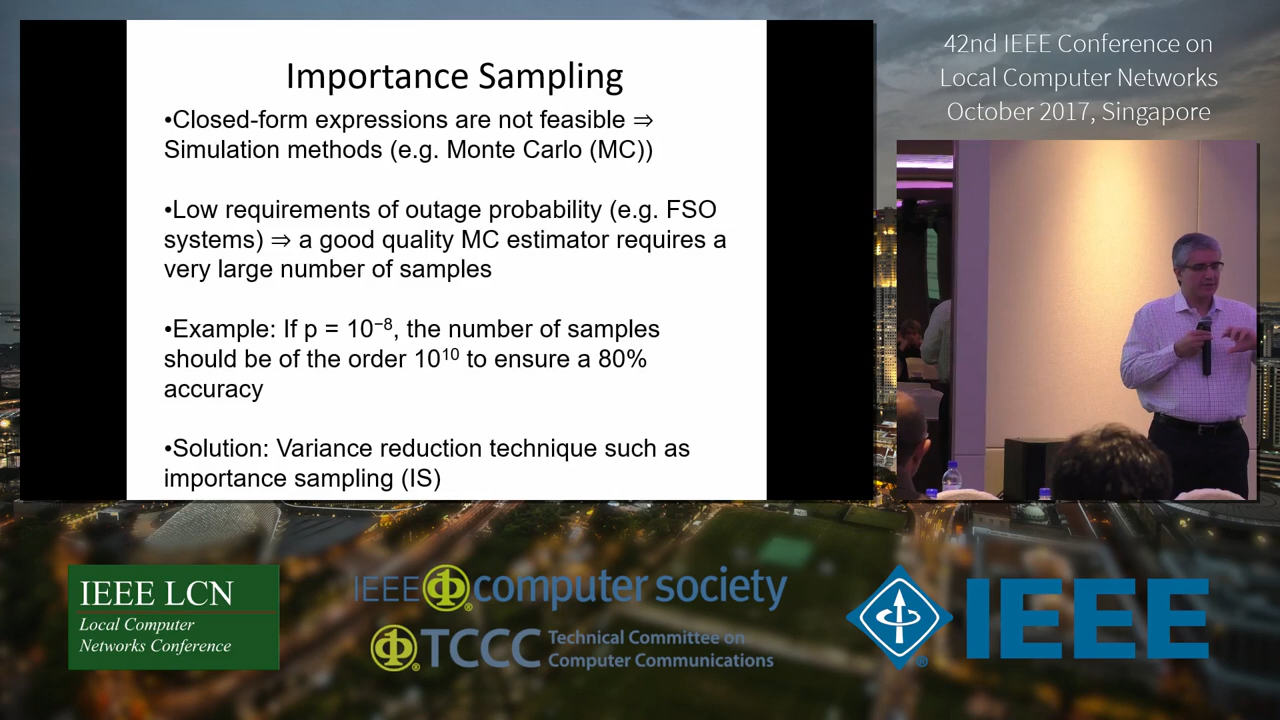 Importance Sampling
•Closed-form expressions are not feasible ⇒
Simulation methods (e.g. Monte Carlo (MC))
•Low requirements of outage probability (e.g. FSO
systems) ⇒ a good quality MC estimator requires a
very large number of samples
•Example: If p = 10⁻⁸, the number of samples
should be of the order 10¹⁰ to ensure a 80%
accuracy
•Solution: Variance reduction technique such as
importance sampling (IS)
42nd IEEE Conference on
Local Computer Networks
October 2017, Singapore
IEEE LCN
Local Computer
Networks Conference
IEEE computer society
TCCC Technical Committee on
Computer Communications
IEEE